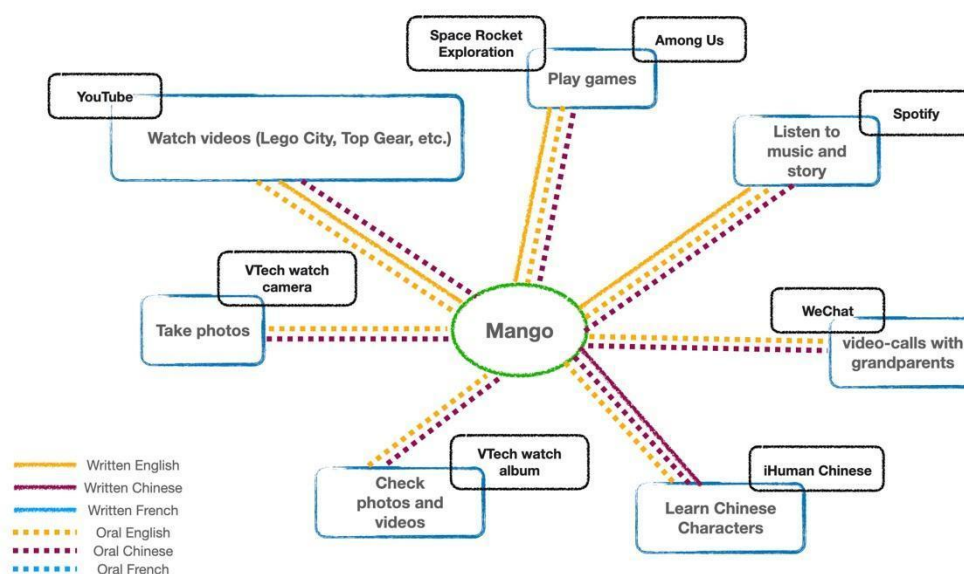 Space Rocket
Exploration
Among Us
Play games
YouTube
Watch videos (Lego City, Top Gear, etc.)
Spotify
Listen to
music and
story
VTech watch
camera
Take photos
Mango
WeChat
video-calls with
grandparents
VTech watch
album
Check
photos and
videos
iHuman Chinese
Learn Chinese
Characters
Written English
Written Chinese
Written French
Oral English
Oral Chinese
Oral French